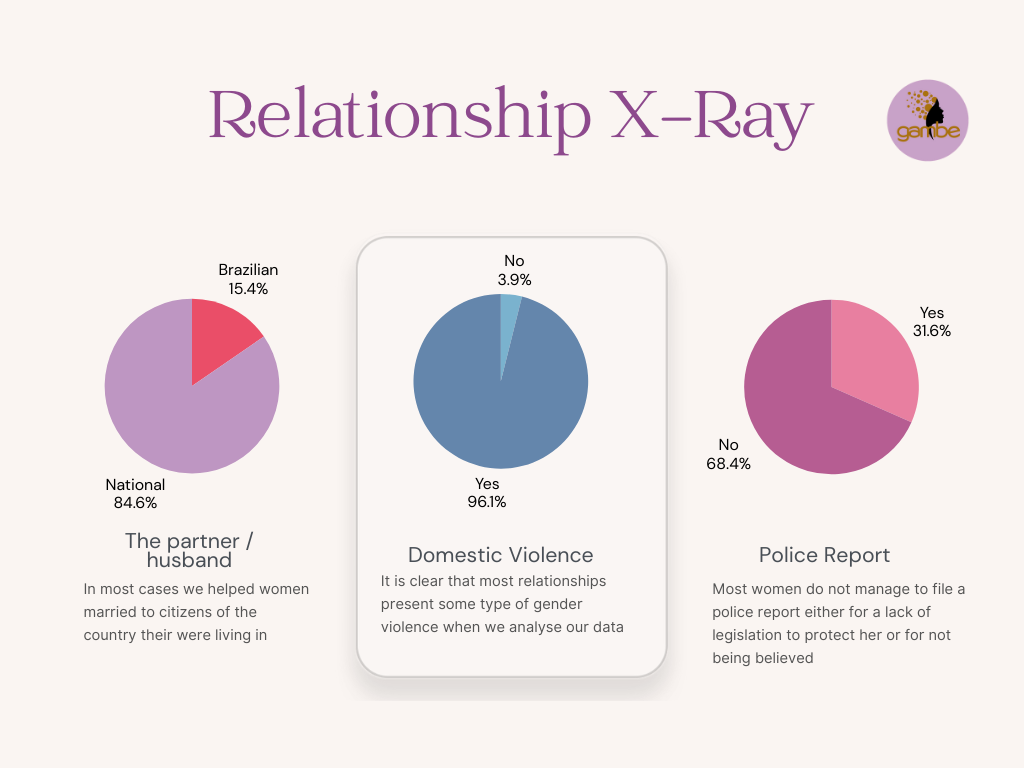 Relationship X-Ray
gambe
Brazilian
15.4%
National
84.6%
The partner /
husband
In most cases we helped women
married to citizens of the
country their were living in
No
3.9%
Yes
96.1%
Domestic Violence
It is clear that most relationships
present some type of gender
violence when we analyse our data
Yes
31.6%
No
68.4%
Police Report
Most women do not manage to file a
police report either for a lack of
legislation to protect her or for not
being believed